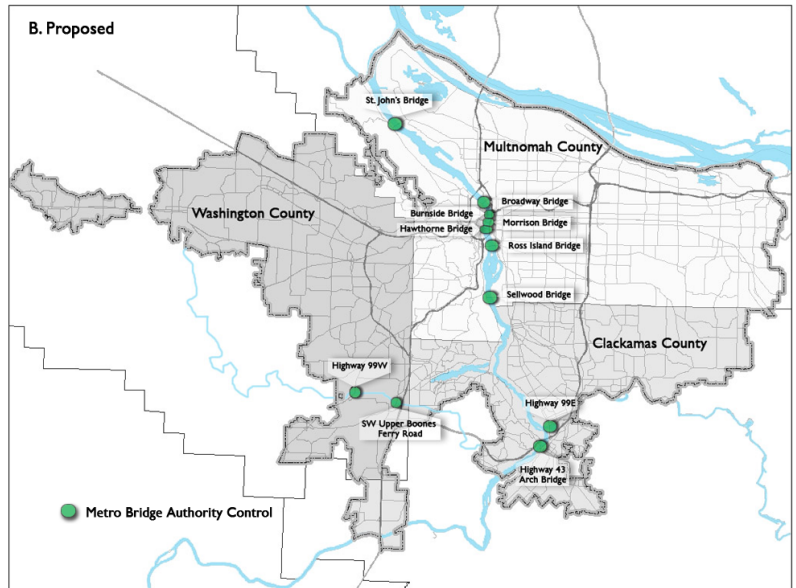 B. Proposed
St. John's Bridge
Multnomah County
Washington County
Broadway Bridge
Burnside Bridge
Morrison Bridge
Hawthorne Bridge
Ross Island Bridge
Sellwood Bridge
Clackamas County
Highway 99W
Highway 99E
SW Upper Boones
Ferry Road
Highway 43
Arch Bridge
Metro Bridge Authority Control